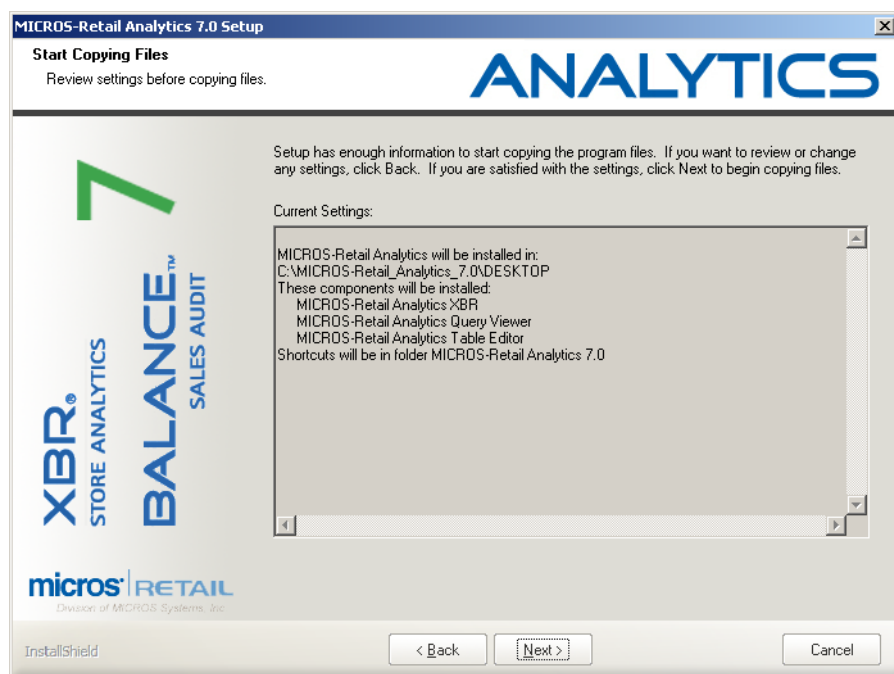 MICROS-Retail Analytics 7.0 Setup
Start Copying Files
Review settings before copying files.
ANALYTICS
Setup has enough information to start copying the program files. If you want to review or change
any settings, click Back. If you are satisfied with the settings, click Next to begin copying files.
Current Settings:
MICROS-Retail Analytics will be installed in:
C:\MICROS-Retail_Analytics_7.0\DESKTOP
These components will be installed:
MICROS-Retail Analytics XBR
MICROS-Retail Analytics Query Viewer
MICROS-Retail Analytics Table Editor
Shortcuts will be in folder MICROS-Retail Analytics 7.0
7
XBR®
STORE ANALYTICS
BALANCE™
SALES AUDIT
micros RETAIL
Division of MICROS Systems, Inc
InstallShield
< Back
Next >
Cancel